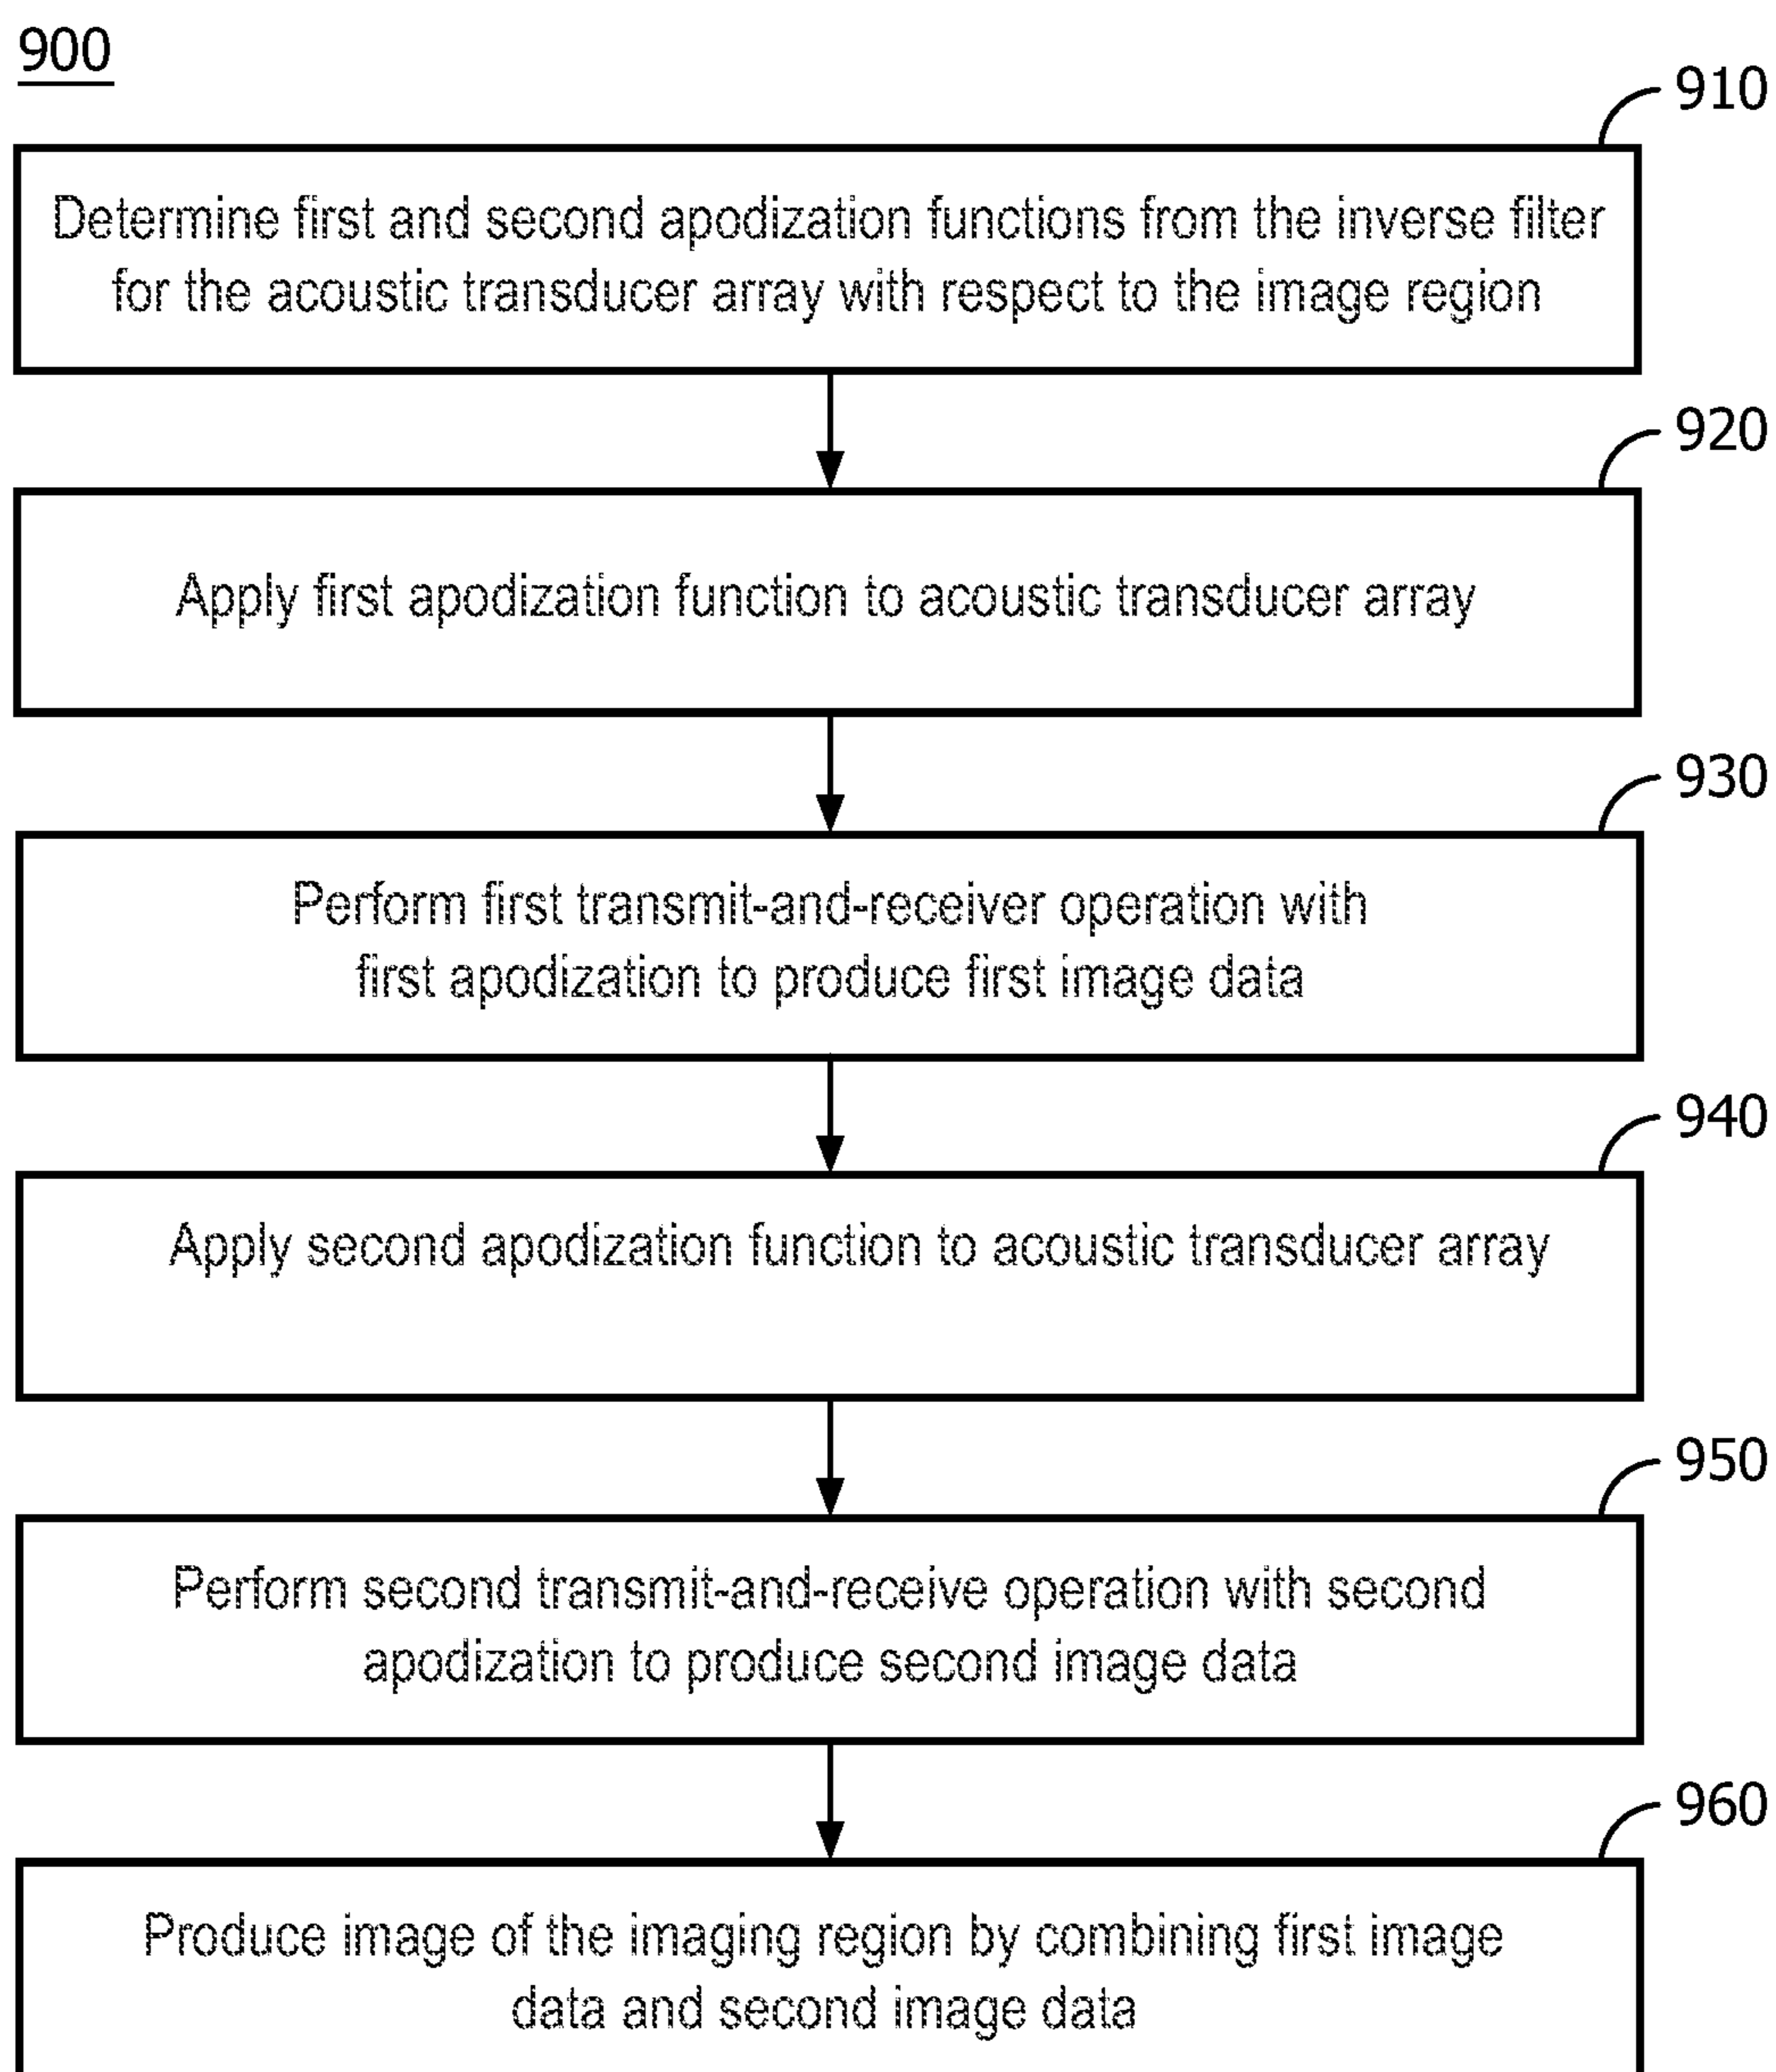 900
910
Determine first and second apodization functions from the inverse filter
for the acoustic transducer array with respect to the image region
920
Apply first apodization function to acoustic transducer array
930
Perform first transmit-and-receiver operation with
first apodization to produce first image data
940
Apply second apodization function to acoustic transducer array
950
Perform second transmit-and-receive operation with second
apodization to produce second image data
960
Produce image of the imaging region by combining first image
data and second image data